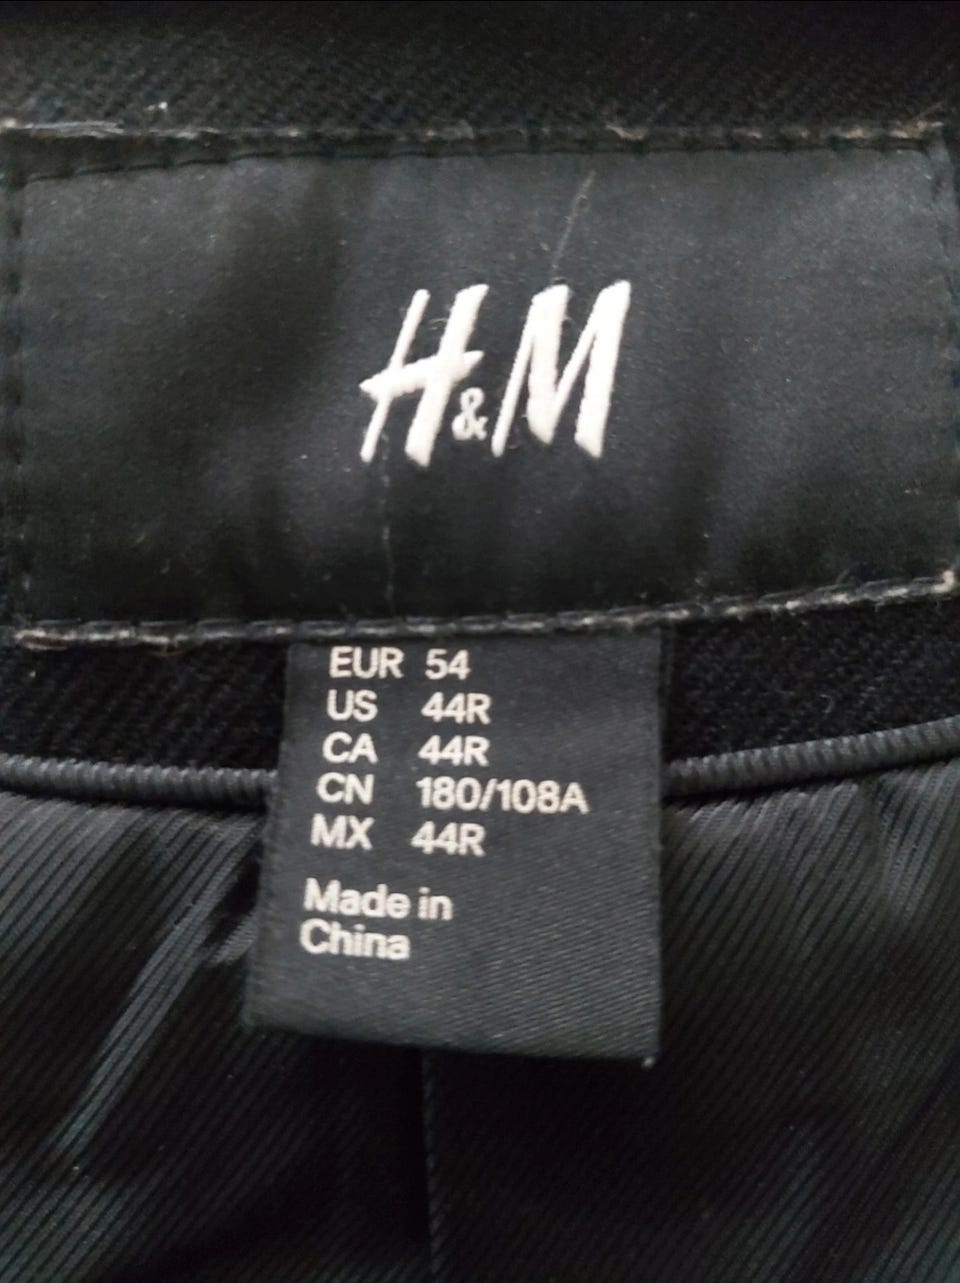 H&M
EUR 54
US 44R
CA 44R
CN 180/108A
MX 44R
Made in
China